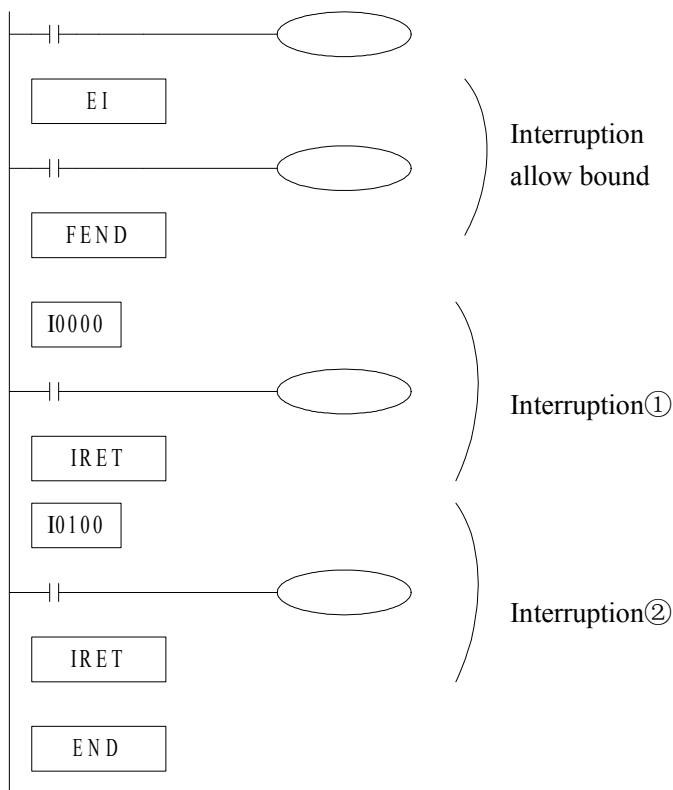 EI
Interruption
allow bound
FEND
I0000
Interruption①
IRET
I0100
Interruption②
IRET
END